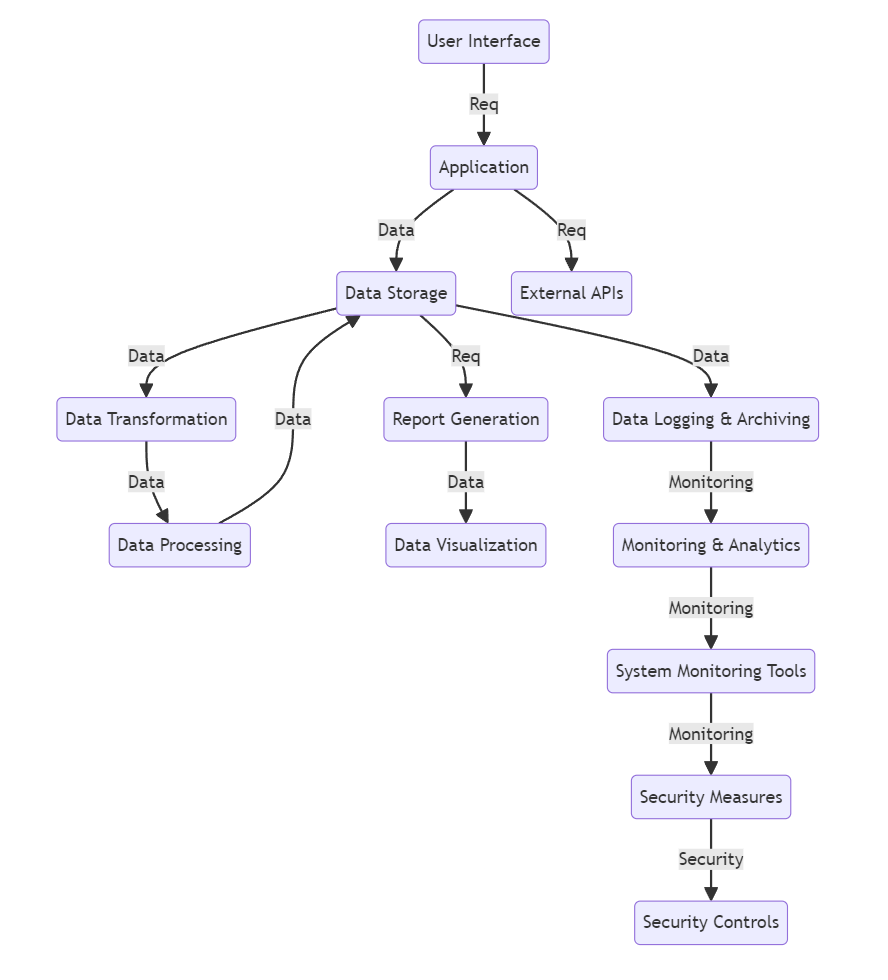 User Interface
Req
Application
Data
Req
Data Storage
External APIs
Data
Req
Data
Data Transformation
Data
Report Generation
Data Logging & Archiving
Data
Data
Monitoring
Data Processing
Data Visualization
Monitoring & Analytics
Monitoring
System Monitoring Tools
Monitoring
Security Measures
Security
Security Controls